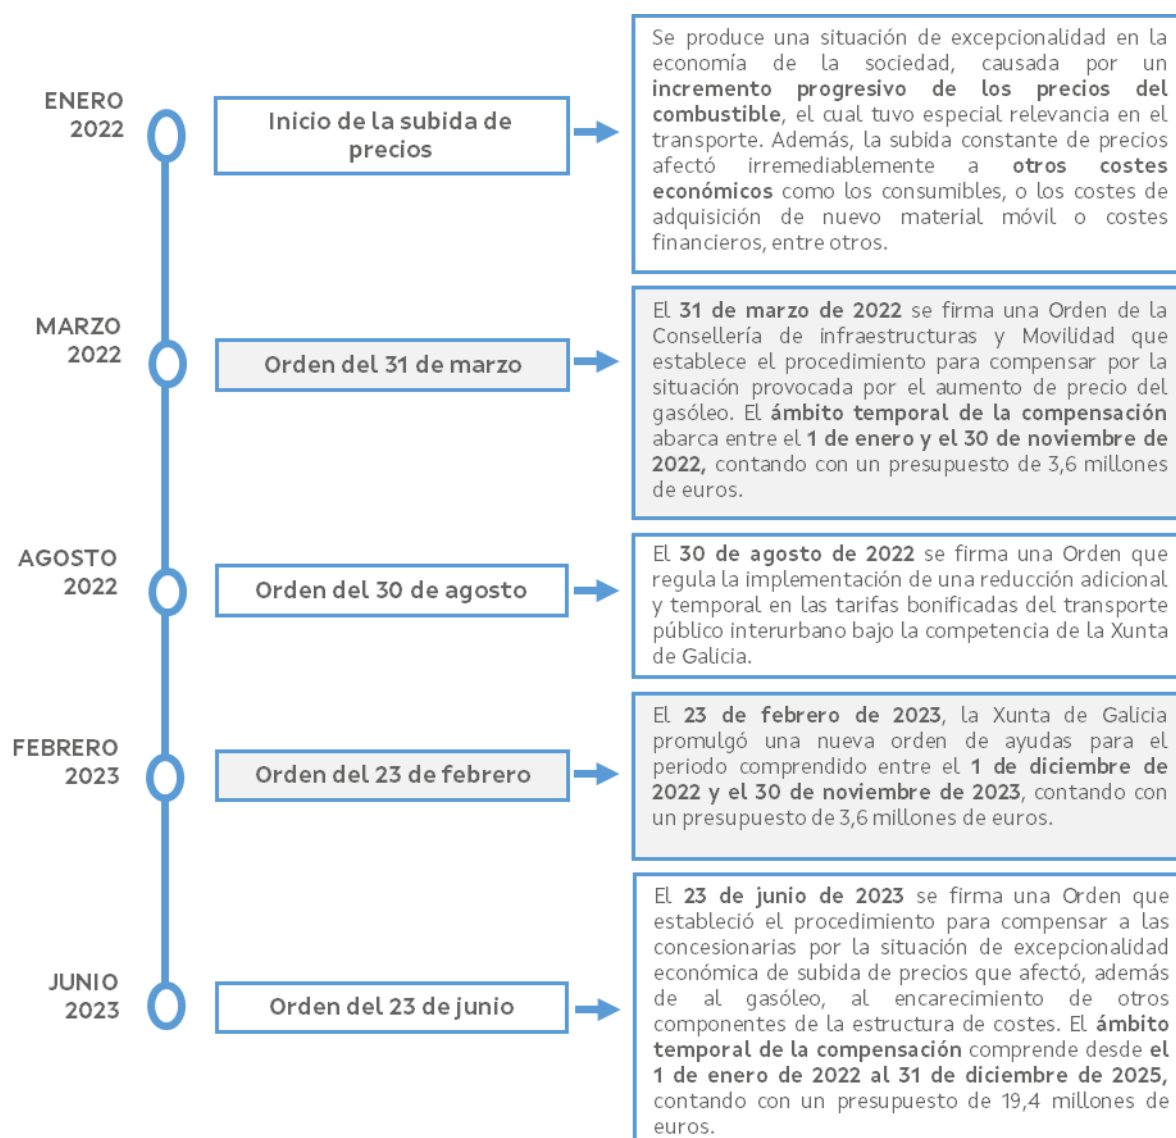 ENERO
2022
Inicio de la subida de
precios
Se produce una situación de excepcionalidad en la
economía de la sociedad, causada por un
incremento progresivo de los precios del
combustible, el cual tuvo especial relevancia en el
transporte. Además, la subida constante de precios
afectó irremediablemente a otros costes
económicos como los consumibles, o los costes de
adquisición de nuevo material móvil o costes
financieros, entre otros.
MARZO
2022
Orden del 31 de marzo
El 31 de marzo de 2022 se firma una Orden de la
Consellería de infraestructuras y Movilidad que
establece el procedimiento para compensar por la
situación provocada por el aumento de precio del
gasóleo. El ámbito temporal de la compensación
abarca entre el 1 de enero y el 30 de noviembre de
2022, contando con un presupuesto de 3,6 millones
de euros.
AGOSTO
2022
Orden del 30 de agosto
El 30 de agosto de 2022 se firma una Orden que
regula la implementación de una reducción adicional
y temporal en las tarifas bonificadas del transporte
público interurbano bajo la competencia de la Xunta
de Galicia.
FEBRERO
2023
Orden del 23 de febrero
El 23 de febrero de 2023, la Xunta de Galicia
promulgó una nueva orden de ayudas para el
periodo comprendido entre el 1 de diciembre de
2022 y el 30 de noviembre de 2023, contando con
un presupuesto de 3,6 millones de euros.
JUNIO
2023
Orden del 23 de junio
El 23 de junio de 2023 se firma una Orden que
estableció el procedimiento para compensar a las
concesionarias por la situación de excepcionalidad
económica de subida de precios que afectó, además
de al gasóleo, al encarecimiento de otros
componentes de la estructura de costes. El ámbito
temporal de la compensación comprende desde el
1 de enero de 2022 al 31 de diciembre de 2025,
contando con un presupuesto de 19,4 millones de
euros.